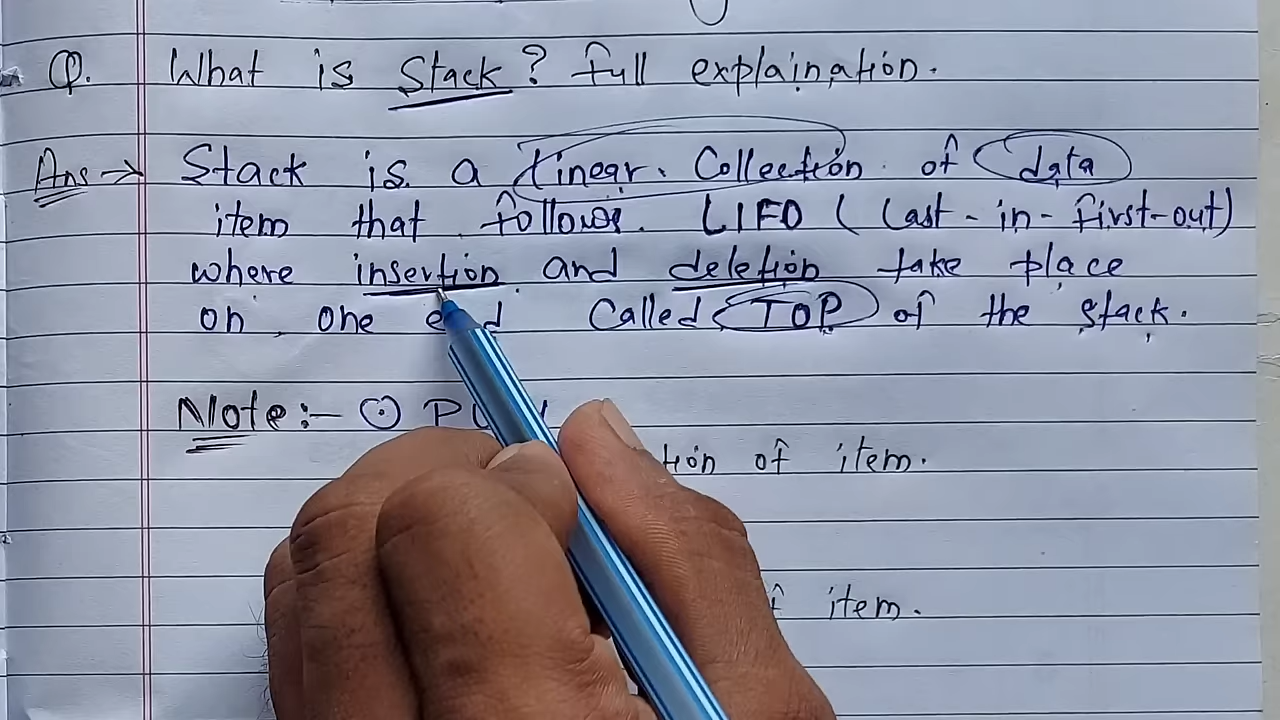 Q. What is Stack? full explaination.
Ans → Stack is a Linear. Collection of data
item that follows. LIFO ( Last-in-first-out)
where insertion and deletion take place
on one end Called TOP of the stack.
Note:- ⊙
of item.
item.